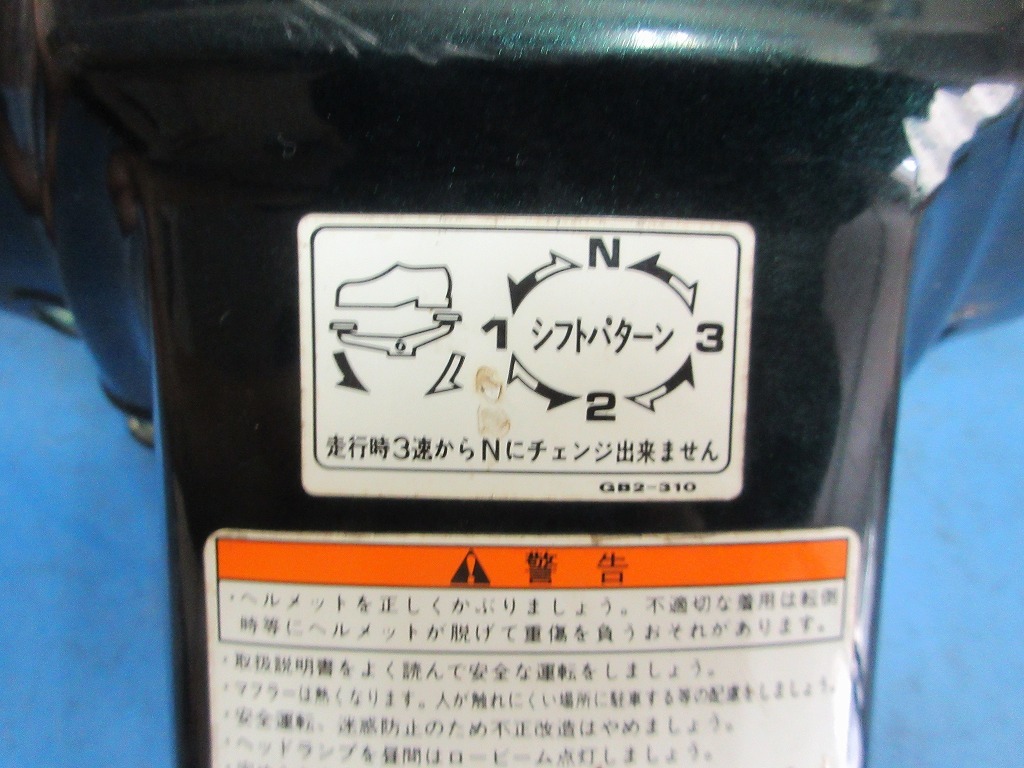 N
1 シフトパターン 3
2
走行時3速からNにチェンジ出来ません
GB2-310
警告
・ヘルメットを正しくかぶりましょう。不適切な着用は転倒
時等にヘルメットが脱げて重傷を負うおそれがあります。
・取扱説明書をよく読んで安全な運転をしましょう。
・マフラーは熱くなります。人が触れにくい場所に駐車する等の配慮をしましょう。
・安全運転、迷惑防止のため不正改造はやめましょう。
・ヘッドランプを昼間はロービーム点灯しましょう。